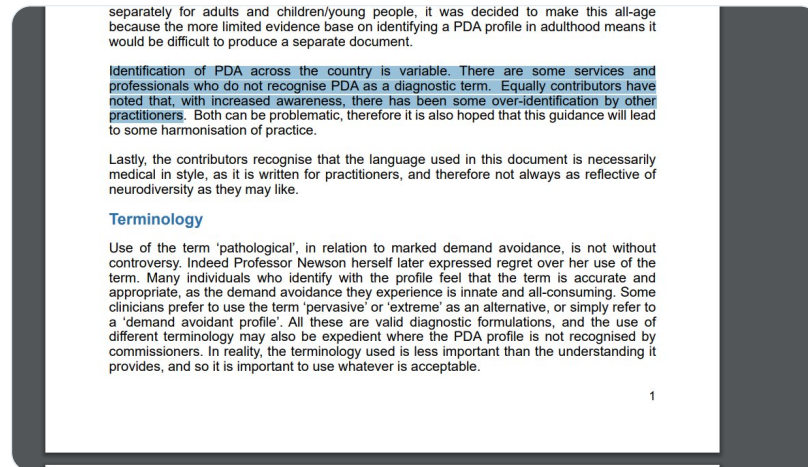 separately for adults and children/young people, it was decided to make this all-age
because the more limited evidence base on identifying a PDA profile in adulthood means it
would be difficult to produce a separate document.
Identification of PDA across the country is variable. There are some services and
professionals who do not recognise PDA as a diagnostic term. Equally contributors have
noted that, with increased awareness, there has been some over-identification by other
practitioners. Both can be problematic, therefore it is also hoped that this guidance will lead
to some harmonisation of practice.
Lastly, the contributors recognise that the language used in this document is necessarily
medical in style, as it is written for practitioners, and therefore not always as reflective of
neurodiversity as they may like.
Terminology
Use of the term ‘pathological’, in relation to marked demand avoidance, is not without
controversy. Indeed Professor Newson herself later expressed regret over her use of the
term. Many individuals who identify with the profile feel that the term is accurate and
appropriate, as the demand avoidance they experience is innate and all-consuming. Some
clinicians prefer to use the term ‘pervasive’ or ‘extreme’ as an alternative, or simply refer to
a ‘demand avoidant profile’. All these are valid diagnostic formulations, and the use of
different terminology may also be expedient where the PDA profile is not recognised by
commissioners. In reality, the terminology used is less important than the understanding it
provides, and so it is important to use whatever is acceptable.
1